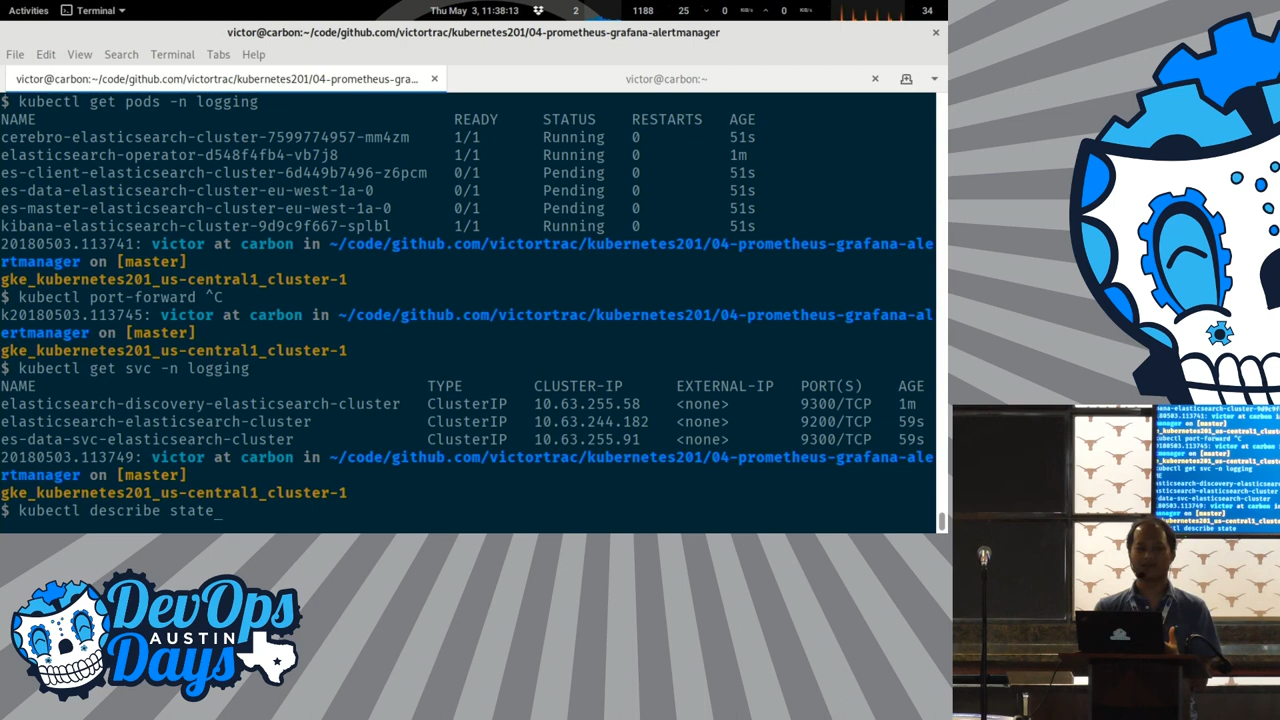 Activities Terminal Thu May 3, 11:38:13 2 1188 25 0 KiB/s 0 KiB/s 34
victor@carbon:~/code/github.com/victortrac/kubernetes201/04-prometheus-grafana-alertmanager ×
File Edit View Search Terminal Tabs Help
victor@carbon:~/code/github.com/victortrac/kubernetes201/04-prometheus-gra… × victor@carbon:~ ×
$ kubectl get pods -n logging
NAME READY STATUS RESTARTS AGE
cerebro-elasticsearch-cluster-7599774957-mm4zm 1/1 Running 0 51s
elasticsearch-operator-d548f4fb4-vb7j8 1/1 Running 0 1m
es-client-elasticsearch-cluster-6d449b7496-z6pcm 0/1 Pending 0 51s
es-data-elasticsearch-cluster-eu-west-1a-0 0/1 Pending 0 51s
es-master-elasticsearch-cluster-eu-west-1a-0 0/1 Pending 0 51s
kibana-elasticsearch-cluster-9d9c9f667-splbl 1/1 Running 0 51s
20180503.113741: victor at carbon in ~/code/github.com/victortrac/kubernetes201/04-prometheus-grafana-ale
rtmanager on [master]
gke_kubernetes201_us-central1_cluster-1
$ kubectl port-forward ^C
k20180503.113745: victor at carbon in ~/code/github.com/victortrac/kubernetes201/04-prometheus-grafana-al
ertmanager on [master]
gke_kubernetes201_us-central1_cluster-1
$ kubectl get svc -n logging
NAME TYPE CLUSTER-IP EXTERNAL-IP PORT(S) AGE
elasticsearch-discovery-elasticsearch-cluster ClusterIP 10.63.255.58 <none> 9300/TCP 1m
elasticsearch-elasticsearch-cluster ClusterIP 10.63.244.182 <none> 9200/TCP 59s
es-data-svc-elasticsearch-cluster ClusterIP 10.63.255.91 <none> 9300/TCP 59s
20180503.113749: victor at carbon in ~/code/github.com/victortrac/kubernetes201/04-prometheus-grafana-ale
rtmanager on [master]
gke_kubernetes201_us-central1_cluster-1
$ kubectl describe state_
DevOps
AUSTIN
Days